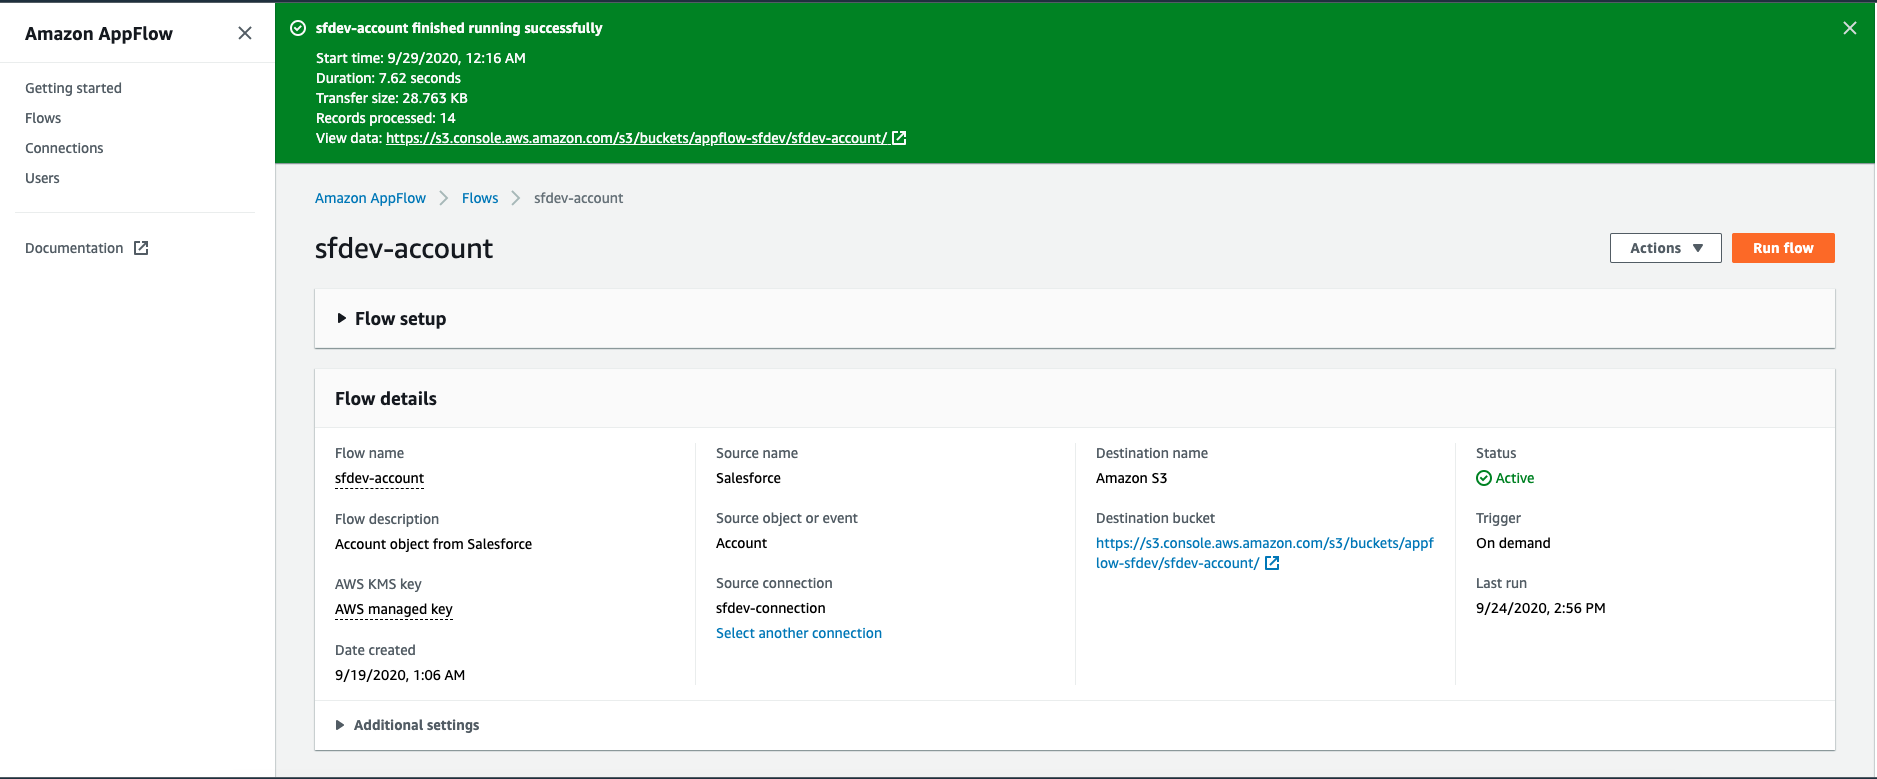 Amazon AppFlow
Getting started
Flows
Connections
Users
Documentation
sfdev-account finished running successfully
Start time: 9/29/2020, 12:16 AM
Duration: 7.62 seconds
Transfer size: 28.763 KB
Records processed: 14
View data: https://s3.console.aws.amazon.com/s3/buckets/appflow-sfdev/sfdev-account/
Amazon AppFlow Flows sfdev-account
sfdev-account
Actions Run flow
Flow setup
Flow details
Flow name
sfdev-account
Flow description
Account object from Salesforce
AWS KMS key
AWS managed key
Date created
9/19/2020, 1:06 AM
Source name
Salesforce
Source object or event
Account
Source connection
sfdev-connection
Select another connection
Destination name
Amazon S3
Destination bucket
https://s3.console.aws.amazon.com/s3/buckets/appf
low-sfdev/sfdev-account/
Status
Active
Trigger
On demand
Last run
9/24/2020, 2:56 PM
Additional settings